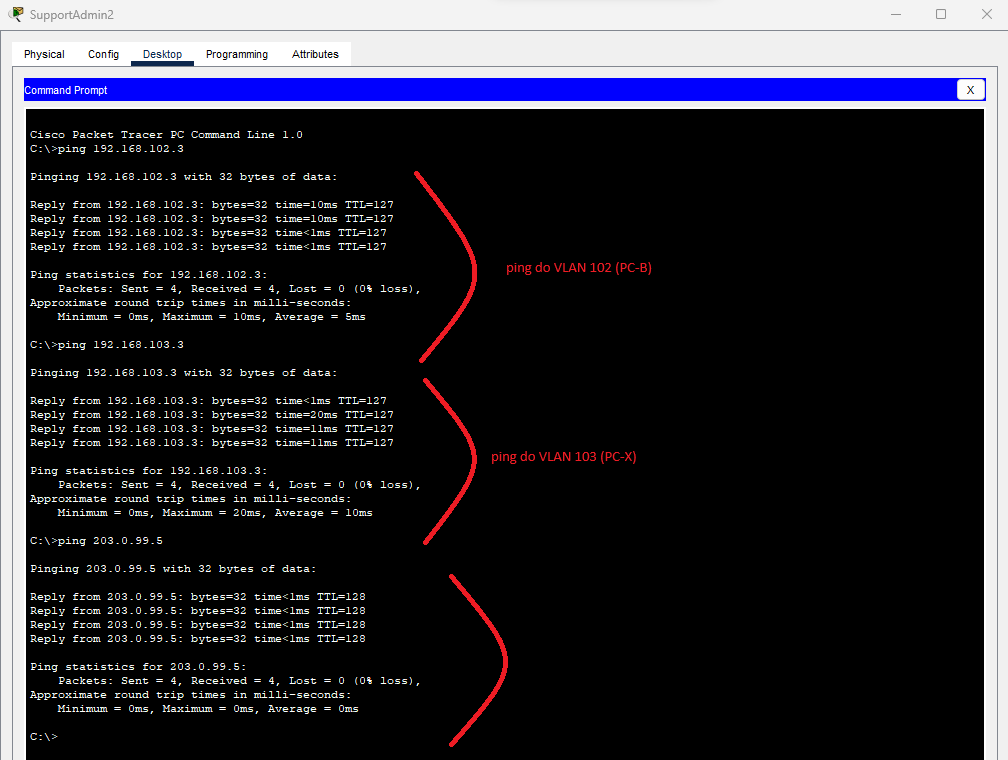 SupportAdmin2
Physical Config Desktop Programming Attributes
Command Prompt X
Cisco Packet Tracer PC Command Line 1.0
C:\>ping 192.168.102.3
Pinging 192.168.102.3 with 32 bytes of data:
Reply from 192.168.102.3: bytes=32 time=10ms TTL=127
Reply from 192.168.102.3: bytes=32 time=10ms TTL=127
Reply from 192.168.102.3: bytes=32 time<1ms TTL=127
Reply from 192.168.102.3: bytes=32 time<1ms TTL=127
ping do VLAN 102 (PC-B)
Ping statistics for 192.168.102.3:
Packets: Sent = 4, Received = 4, Lost = 0 (0% loss),
Approximate round trip times in milli-seconds:
Minimum = 0ms, Maximum = 10ms, Average = 5ms
C:\>ping 192.168.103.3
Pinging 192.168.103.3 with 32 bytes of data:
Reply from 192.168.103.3: bytes=32 time<1ms TTL=127
Reply from 192.168.103.3: bytes=32 time=20ms TTL=127
Reply from 192.168.103.3: bytes=32 time=11ms TTL=127
Reply from 192.168.103.3: bytes=32 time=11ms TTL=127
ping do VLAN 103 (PC-X)
Ping statistics for 192.168.103.3:
Packets: Sent = 4, Received = 4, Lost = 0 (0% loss),
Approximate round trip times in milli-seconds:
Minimum = 0ms, Maximum = 20ms, Average = 10ms
C:\>ping 203.0.99.5
Pinging 203.0.99.5 with 32 bytes of data:
Reply from 203.0.99.5: bytes=32 time<1ms TTL=128
Reply from 203.0.99.5: bytes=32 time<1ms TTL=128
Reply from 203.0.99.5: bytes=32 time<1ms TTL=128
Reply from 203.0.99.5: bytes=32 time<1ms TTL=128
Ping statistics for 203.0.99.5:
Packets: Sent = 4, Received = 4, Lost = 0 (0% loss),
Approximate round trip times in milli-seconds:
Minimum = 0ms, Maximum = 0ms, Average = 0ms
C:\>